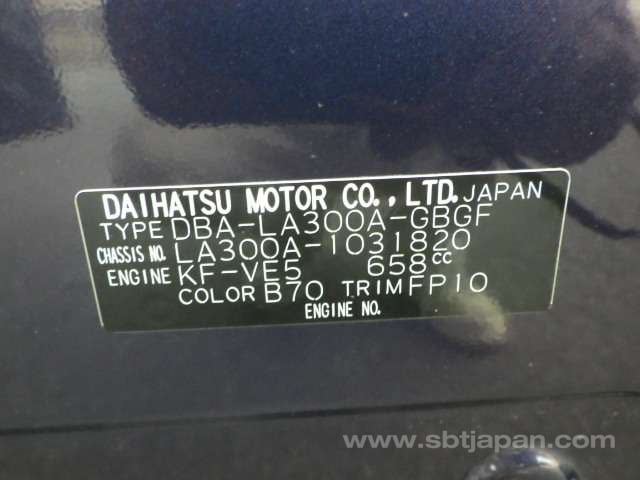 DAIHATSU MOTOR CO., LTD. JAPAN
TYPE DBA-LA300A-GBGF
CHASSIS NO. LA300A-1031820
ENGINE KF-VE5 658cc
COLOR B70 TRIM FP10
ENGINE NO.
www.sbtjapan.com